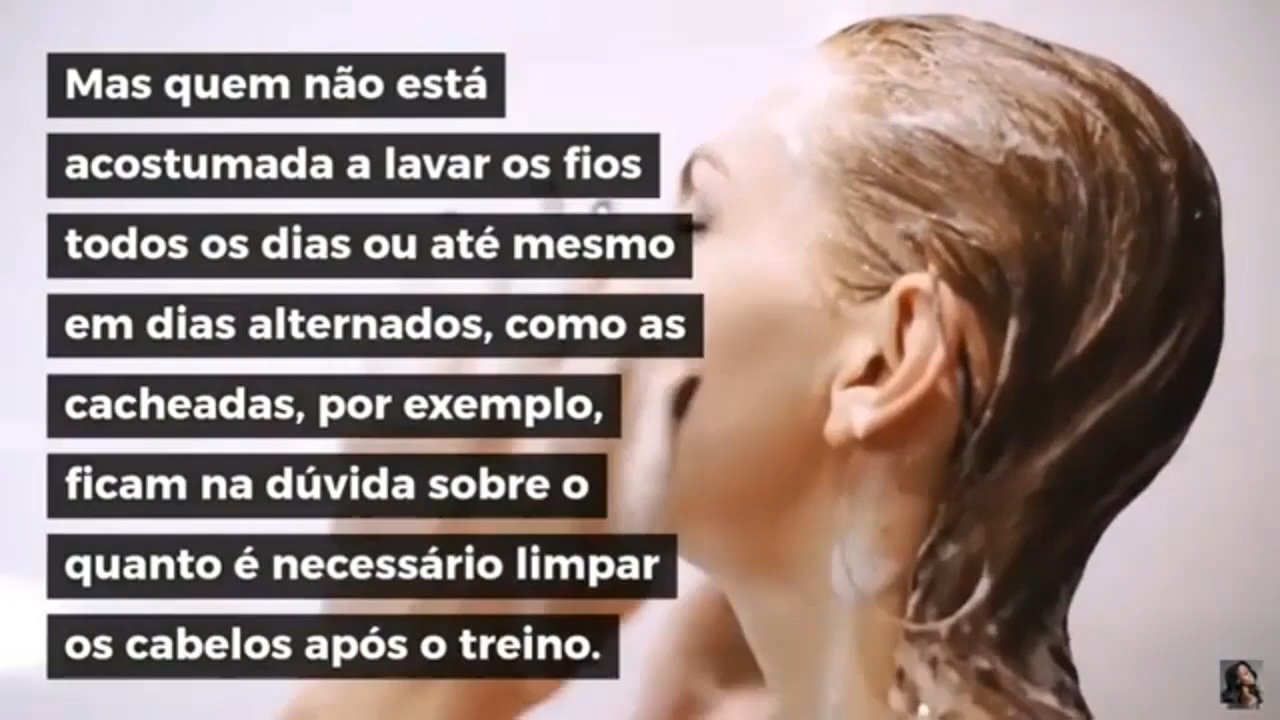 Mas quem não está
acostumada a lavar os fios
todos os dias ou até mesmo
em dias alternados, como as
cacheadas, por exemplo,
ficam na dúvida sobre o
quanto é necessário limpar
os cabelos após o treino.